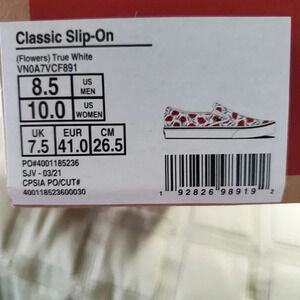 Classic Slip-On
(Flowers) True White
VN0A7VCF891
8.5 US MEN
10.0 US WOMEN
UK EUR CM
7.5 41.0 26.5
PO#4001185236
SJV - 03/21
CPSIA PO/CUT#
400118523600030
1 92826 98919 2